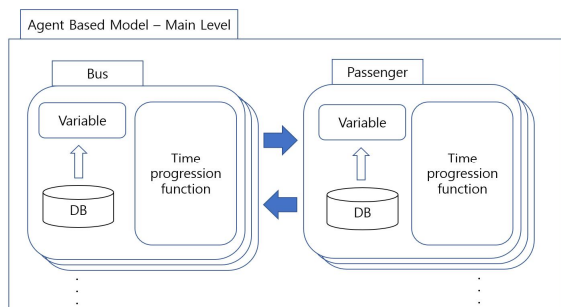 Agent Based Model – Main Level
Bus
Variable
DB
Time
progression
function
Passenger
Variable
DB
Time
progression
function